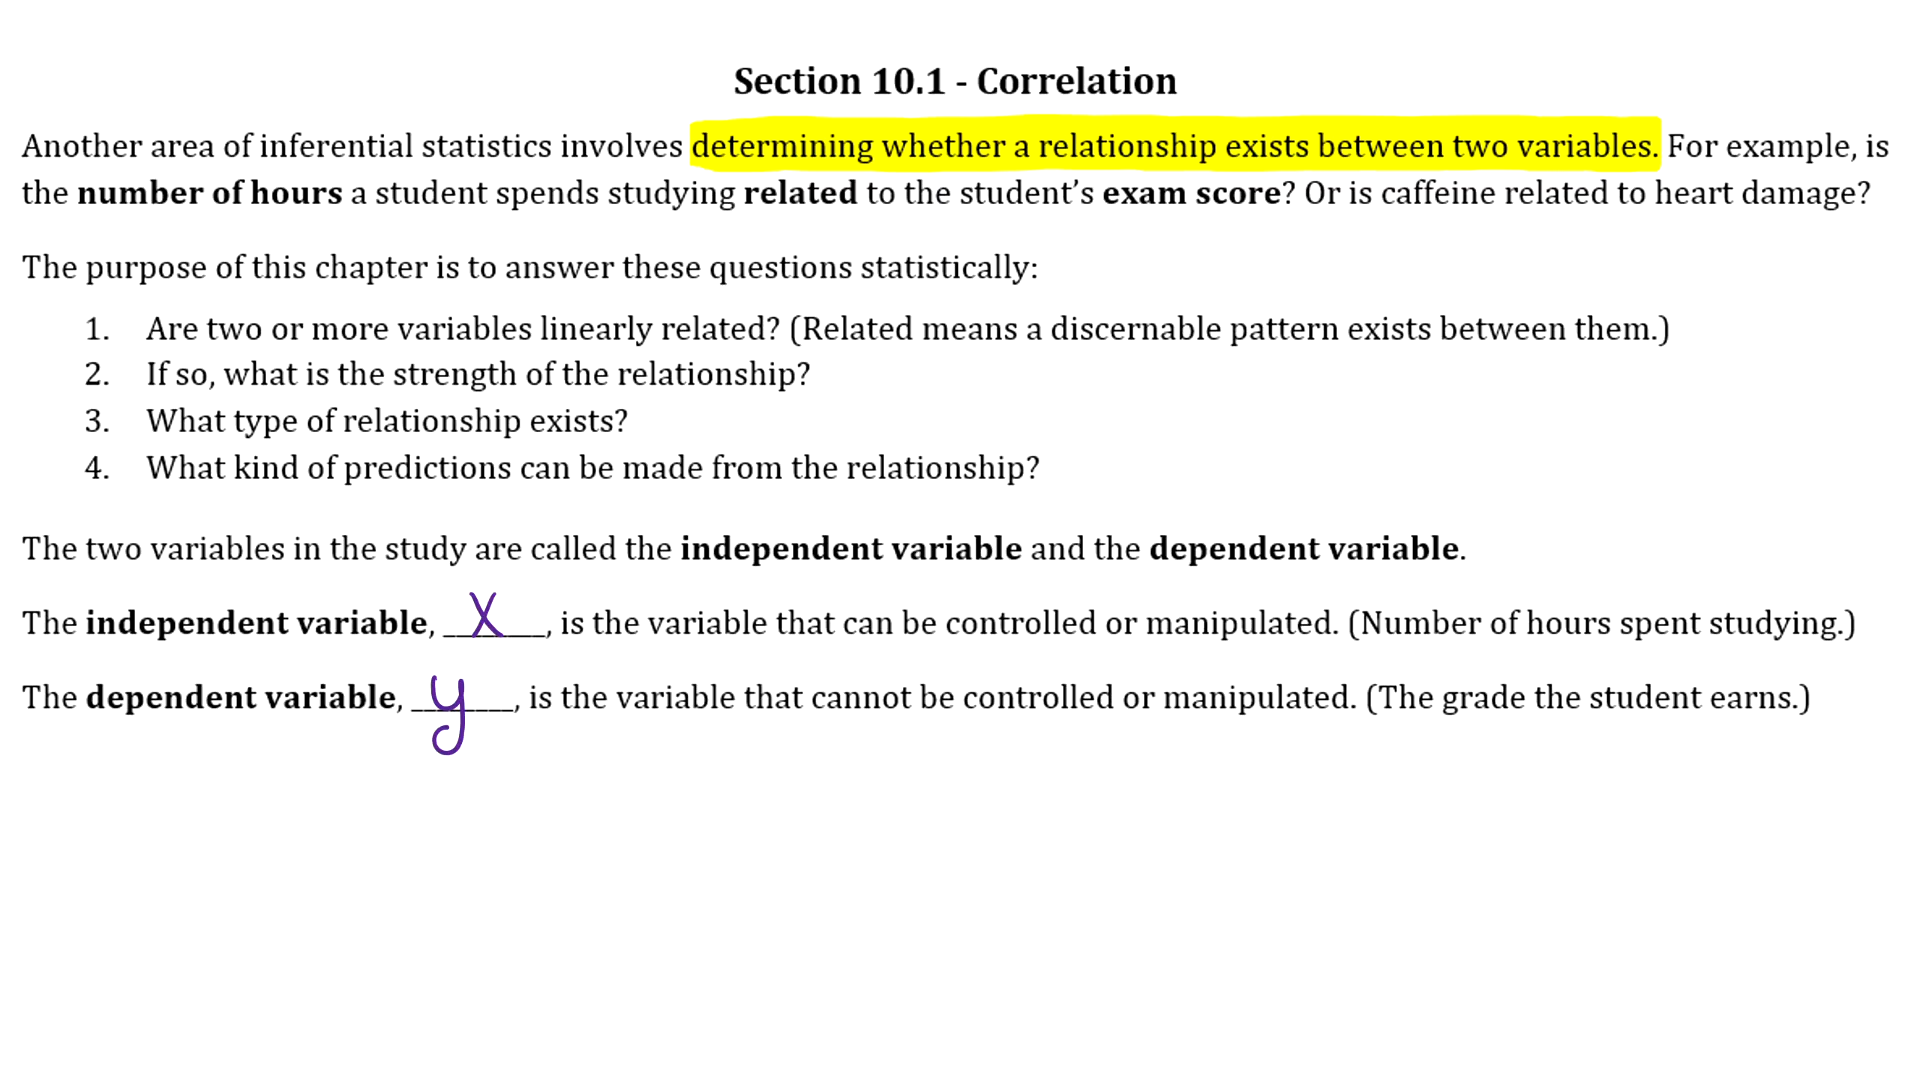 Section 10.1 - Correlation
Another area of inferential statistics involves determining whether a relationship exists between two variables. For example, is
the number of hours a student spends studying related to the student’s exam score? Or is caffeine related to heart damage?
The purpose of this chapter is to answer these questions statistically:
1. Are two or more variables linearly related? (Related means a discernable pattern exists between them.)
2. If so, what is the strength of the relationship?
3. What type of relationship exists?
4. What kind of predictions can be made from the relationship?
The two variables in the study are called the independent variable and the dependent variable.
The independent variable, __x__, is the variable that can be controlled or manipulated. (Number of hours spent studying.)
The dependent variable, __y__, is the variable that cannot be controlled or manipulated. (The grade the student earns.)